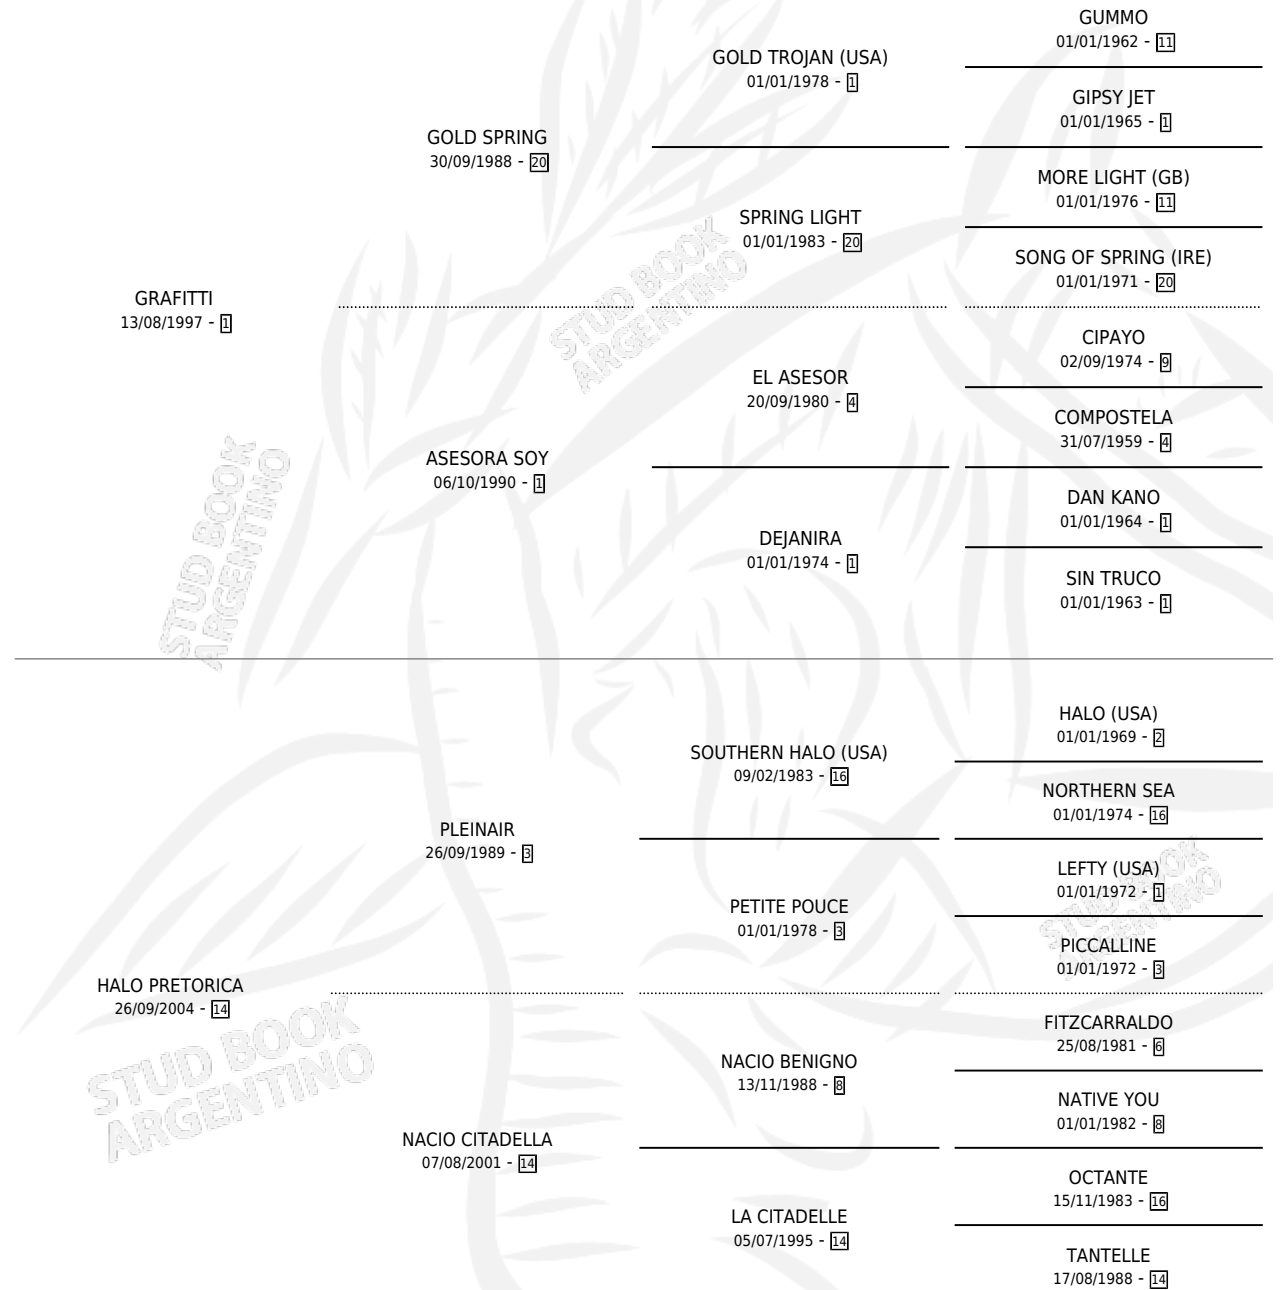 GUMMO
01/01/1962 - 11
GOLD TROJAN (USA)
01/01/1978 - 1
GIPSY JET
01/01/1965 - 1
GOLD SPRING
30/09/1988 - 20
MORE LIGHT (GB)
01/01/1976 - 11
SPRING LIGHT
01/01/1983 - 20
SONG OF SPRING (IRE)
01/01/1971 - 20
GRAFITTI
13/08/1997 - 1
CIPAYO
02/09/1974 - 9
EL ASESOR
20/09/1980 - 4
COMPOSTELA
31/07/1959 - 4
ASESORA SOY
06/10/1990 - 1
DAN KANO
01/01/1964 - 1
DEJANIRA
01/01/1974 - 1
SIN TRUCO
01/01/1963 - 1
HALO (USA)
01/01/1969 - 2
SOUTHERN HALO (USA)
09/02/1983 - 16
NORTHERN SEA
01/01/1974 - 16
PLEINAIR
26/09/1989 - 3
LEFTY (USA)
01/01/1972 - 1
PETITE POUCE
01/01/1978 - 3
PICCALLINE
01/01/1972 - 3
HALO PRETORICA
26/09/2004 - 14
FITZCARRALDO
25/08/1981 - 6
NACIO BENIGNO
13/11/1988 - 8
NATIVE YOU
01/01/1982 - 8
NACIO CITADELLA
07/08/2001 - 14
OCTANTE
15/11/1983 - 16
LA CITADELLE
05/07/1995 - 14
TANTELLE
17/08/1988 - 14
STUD BOOK
ARGENTINO
STUD BOOK
ARGENTINO
STUD BOOK
ARGENTINO
STUD BOOK
ARGENTINO